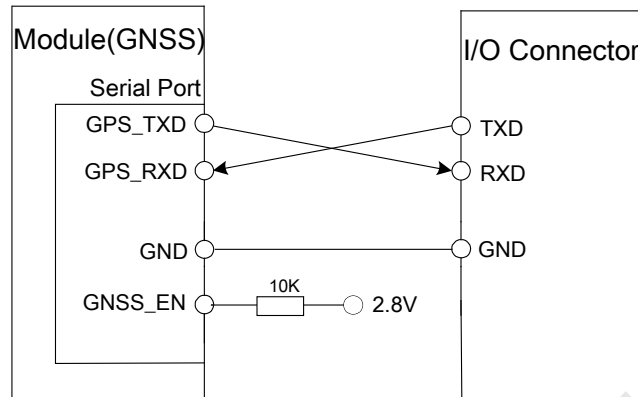 Module(GNSS)
I/O Connector
Serial Port
GPS_TXD
TXD
GPS_RXD
RXD
GND
GND
GNSS_EN
10K
2.8V